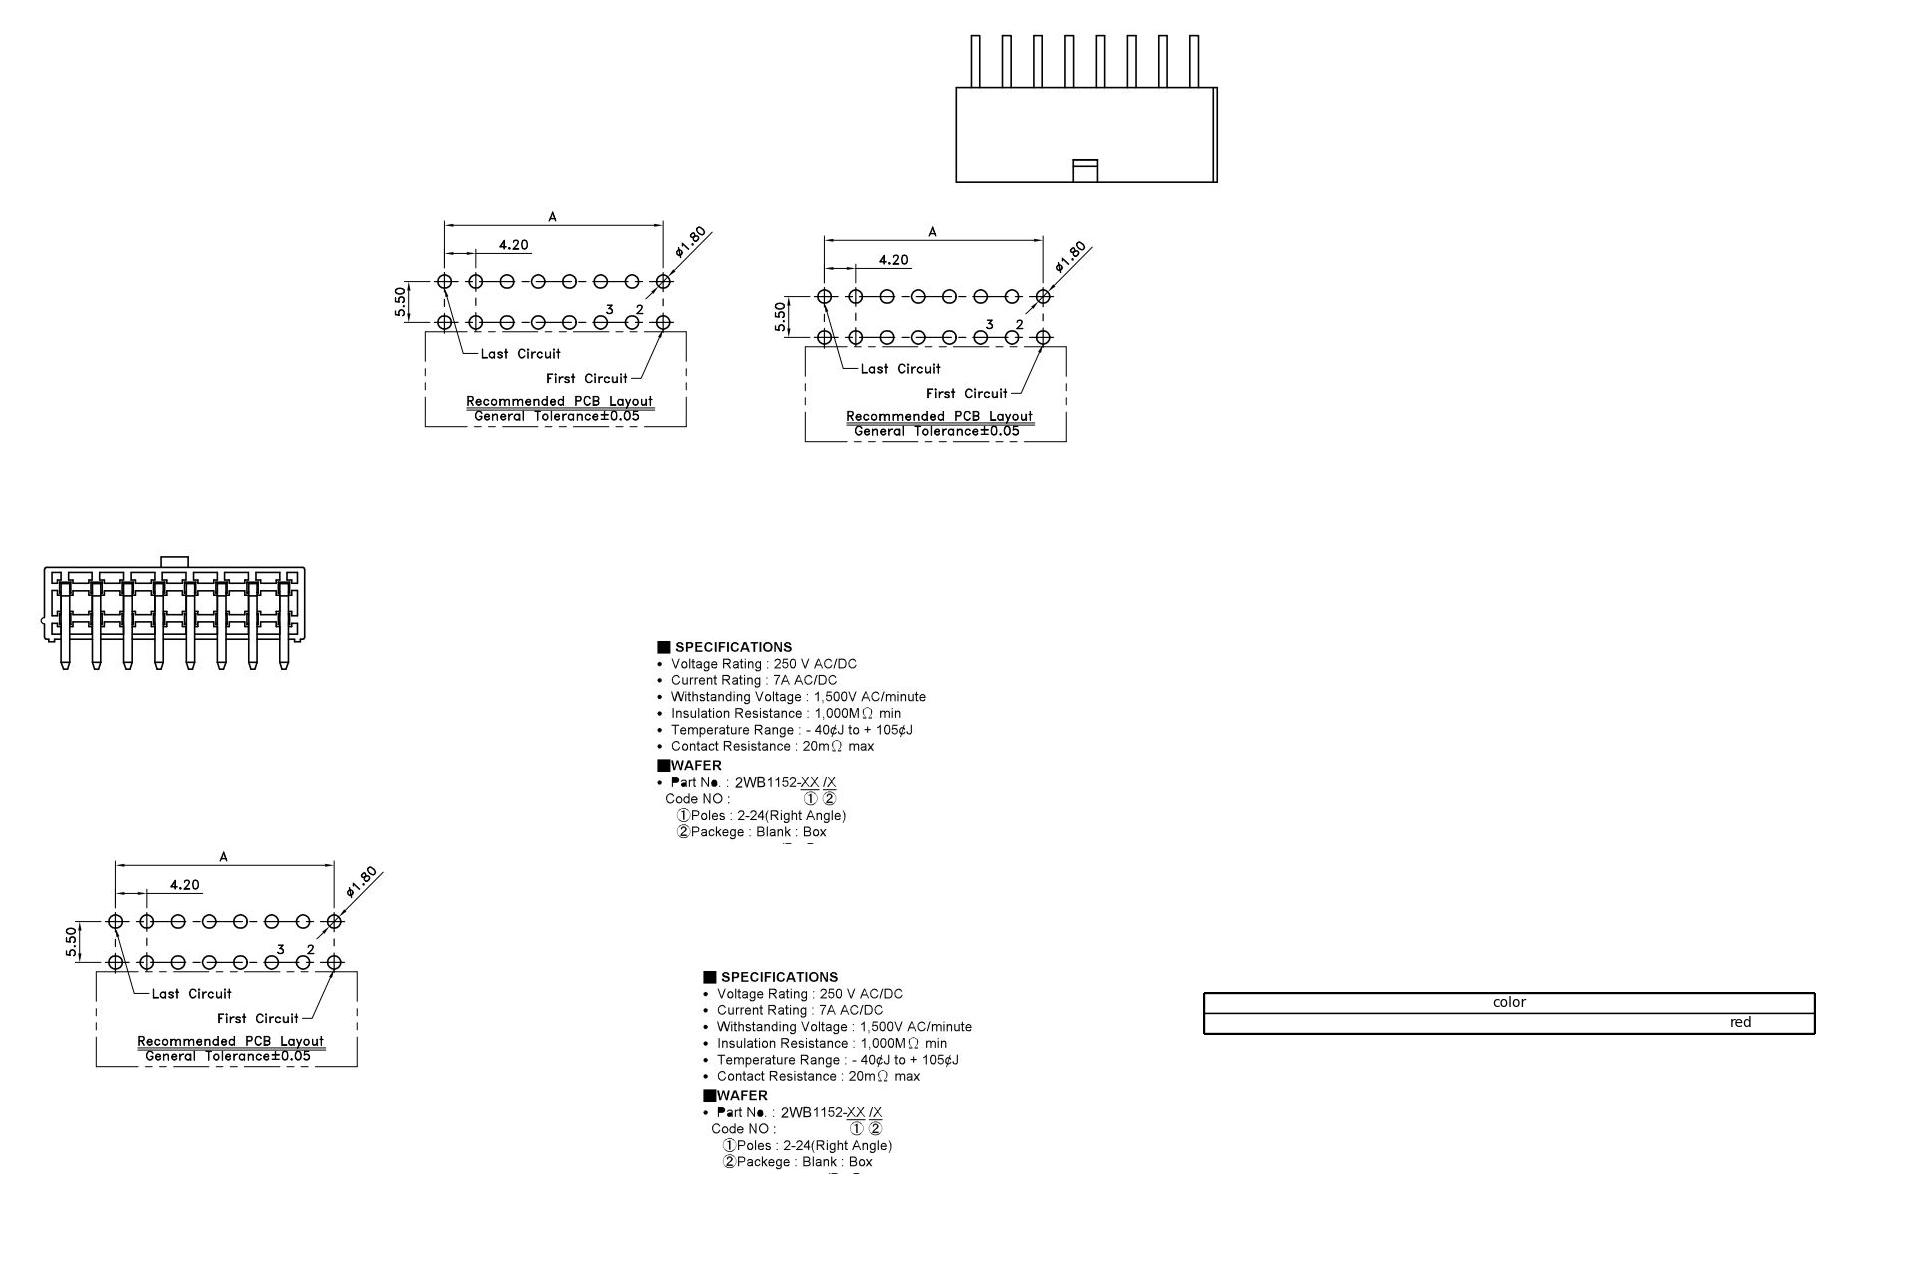 A
4.20
ø1.80
5.50
3 2
Last Circuit
First Circuit
Recommended PCB Layout
General Tolerance±0.05
A
4.20
ø1.80
5.50
3 2
Last Circuit
First Circuit
Recommended PCB Layout
General Tolerance±0.05
■ SPECIFICATIONS
• Voltage Rating : 250 V AC/DC
• Current Rating : 7A AC/DC
• Withstanding Voltage : 1,500V AC/minute
• Insulation Resistance : 1,000MΩ min
• Temperature Range : - 40¢J to + 105¢J
• Contact Resistance : 20mΩ max
■WAFER
• Part No. : 2WB1152-XX /X
Code NO : ① ②
①Poles : 2-24(Right Angle)
②Packege : Blank : Box
A
4.20
ø1.80
5.50
3 2
Last Circuit
First Circuit
Recommended PCB Layout
General Tolerance±0.05
■ SPECIFICATIONS
• Voltage Rating : 250 V AC/DC
• Current Rating : 7A AC/DC
• Withstanding Voltage : 1,500V AC/minute
• Insulation Resistance : 1,000MΩ min
• Temperature Range : - 40¢J to + 105¢J
• Contact Resistance : 20mΩ max
■WAFER
• Part No. : 2WB1152-XX /X
Code NO : ① ②
①Poles : 2-24(Right Angle)
②Packege : Blank : Box
color
red